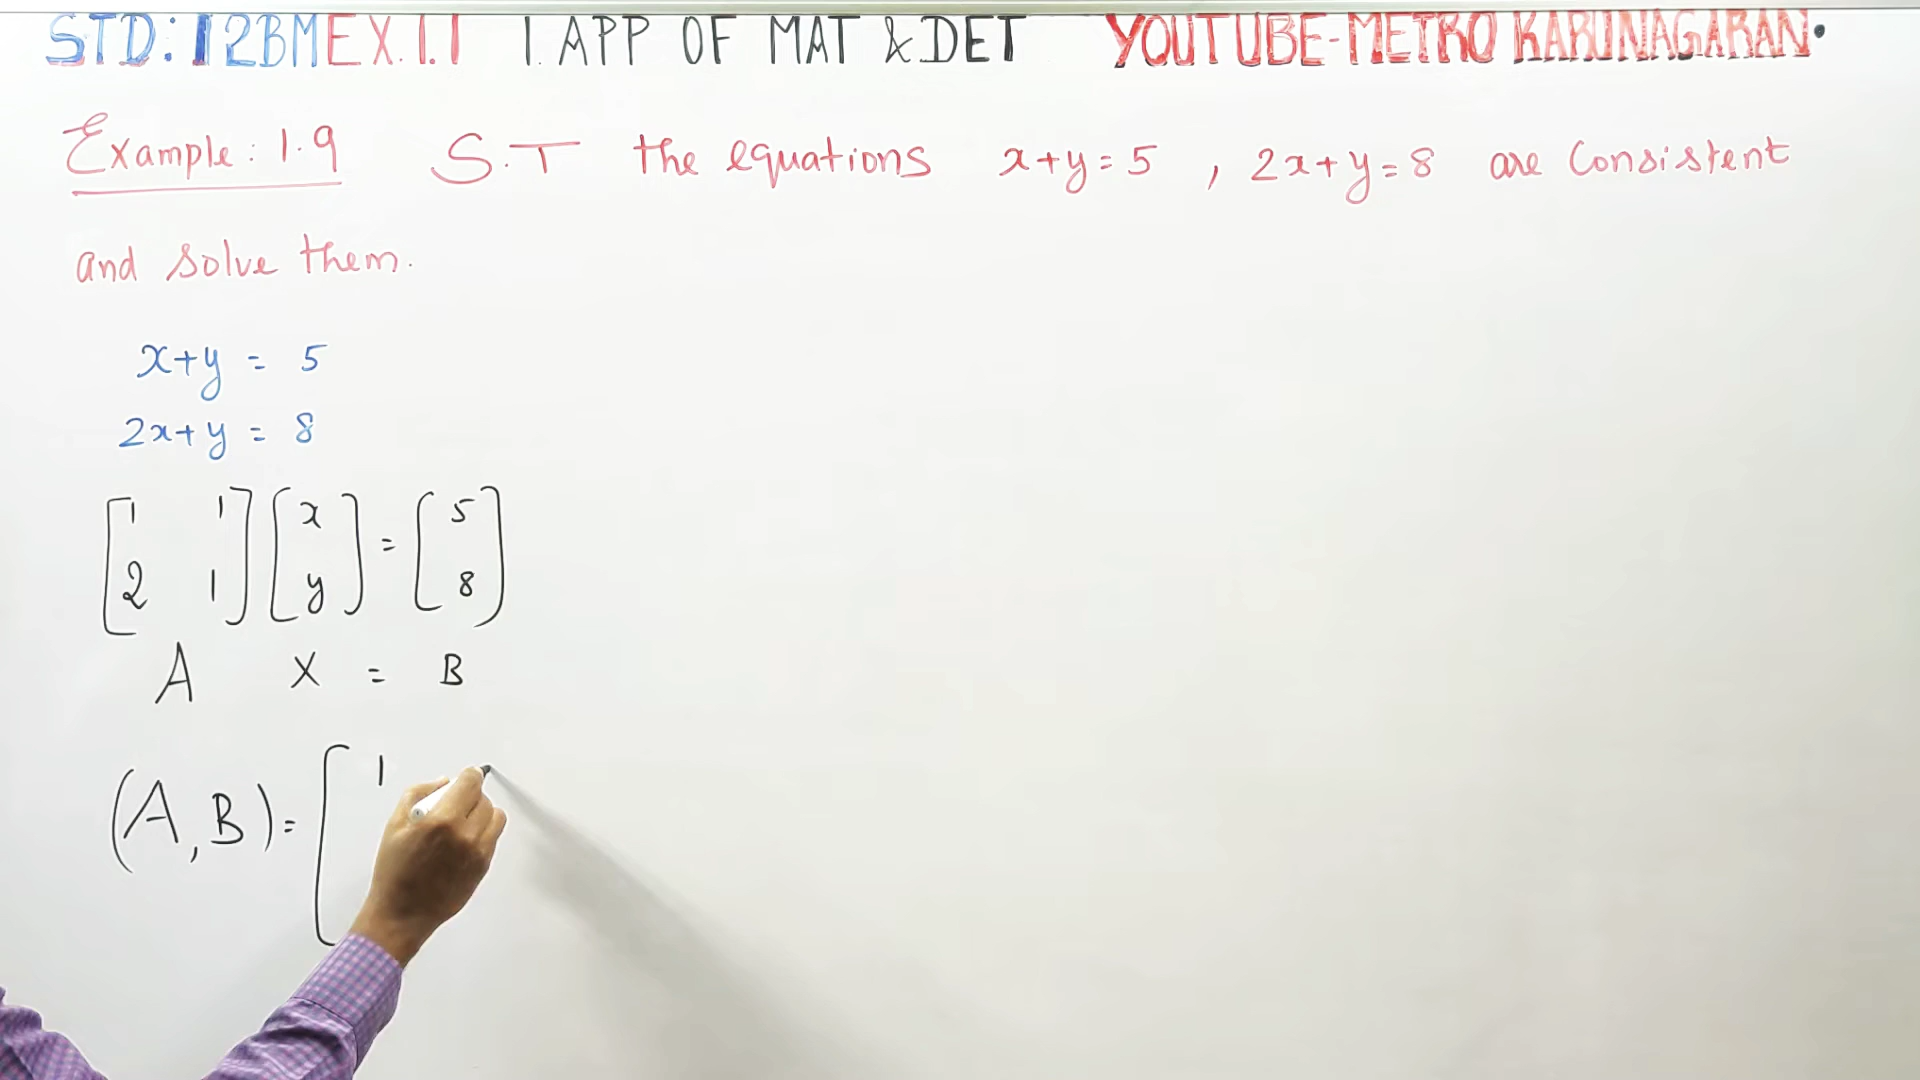 STD: 12BM EX.1.1 1. APP OF MAT & DET YOUTUBE-METRO KARUNAGARAN.
Example: 1.9 S.T the equations x+y=5 , 2x+y=8 are Consistent
and solve them.
x+y = 5
2x+y = 8
[1 1] [x] = [5]
[2 1] [y] [8]
A X = B
(A,B)= [ 1